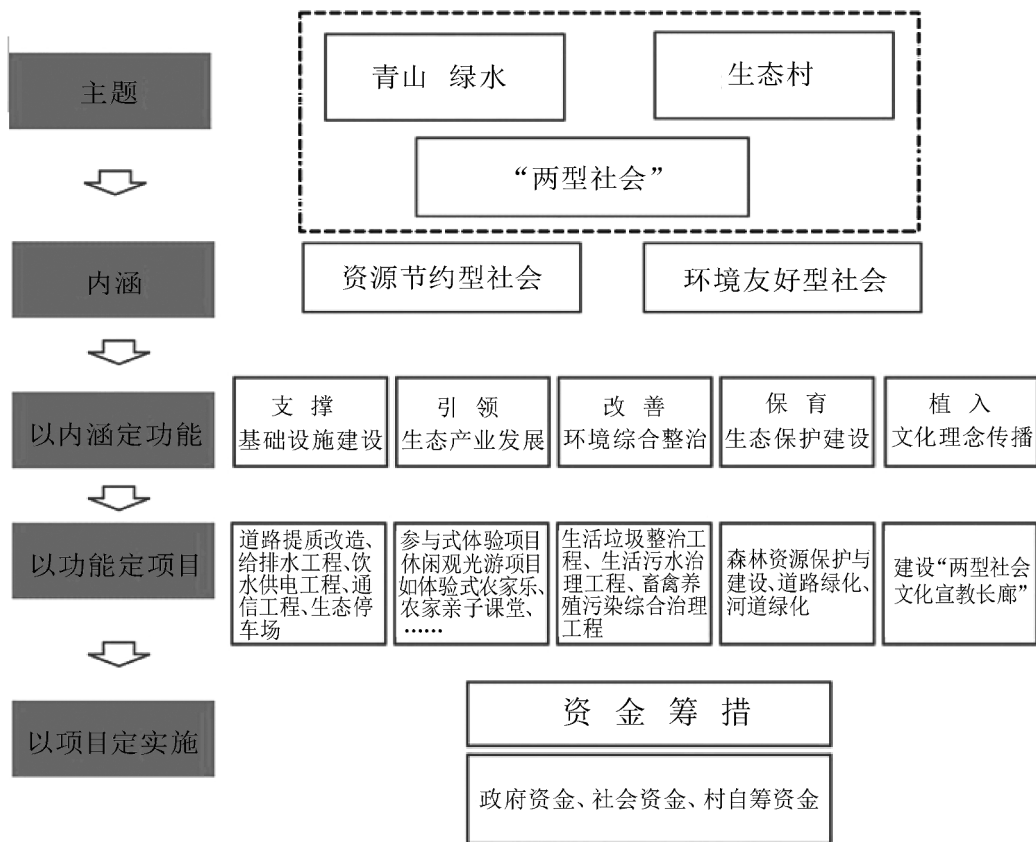 主题
青山 绿水
生态村
“两型社会”
内涵
资源节约型社会
环境友好型社会
以内涵定功能
支撑
基础设施建设
引领
生态产业发展
改善
环境综合整治
保育
生态保护建设
植入
文化理念传播
以功能定项目
道路提质改造、
给排水工程、饮
水供电工程、通
信工程、生态停
车场
参与式体验项目
休闲观光游项目
如体验式农家乐、
农家亲子课堂、
……
生活垃圾整治工
程、生活污水治
理工程、畜禽养
殖污染综合治理
工程
森林资源保护与
建设、道路绿化、
河道绿化
建设“两型社会
文化宣教长廊”
以项目定实施
资金筹措
政府资金、社会资金、村自筹资金